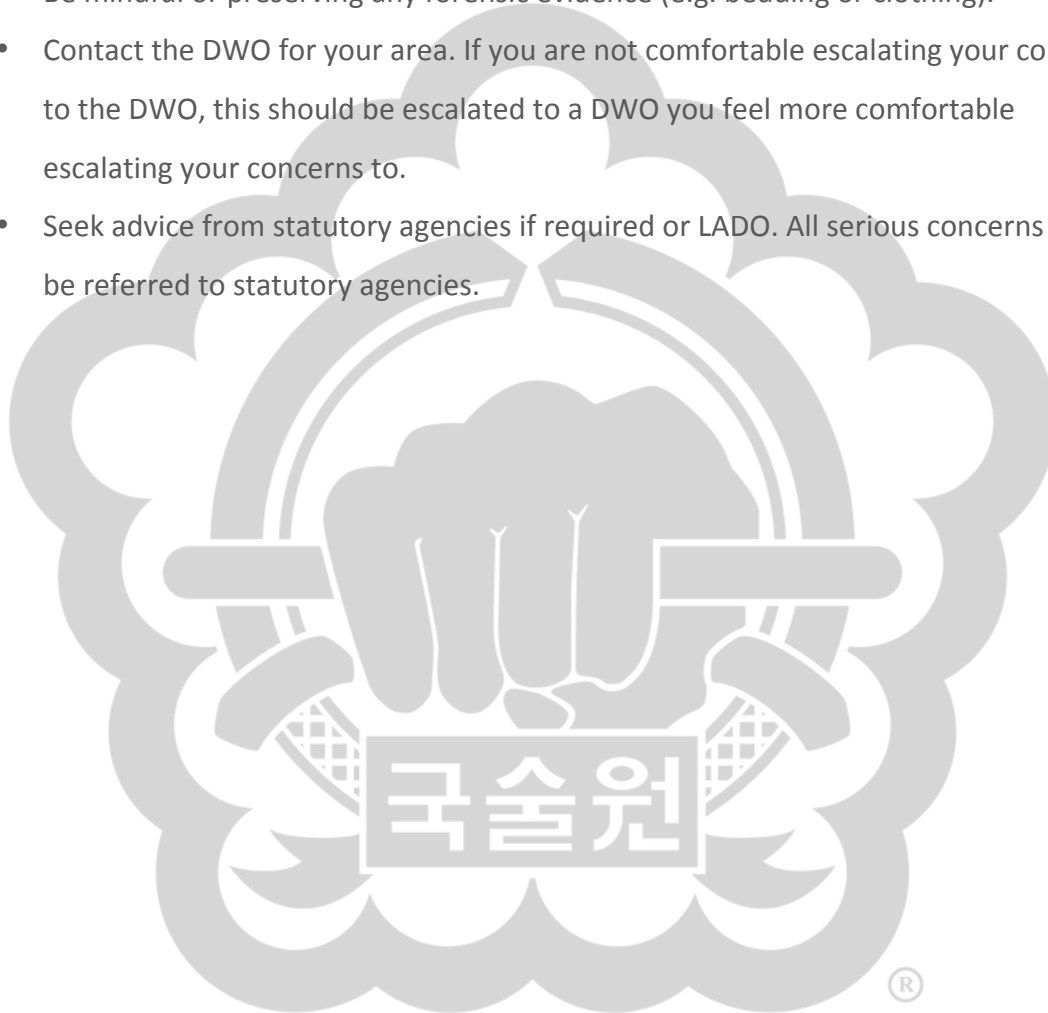 Be mindful of preserving any forensic evidence (e.g. bedding or clothing).
• Contact the DWO for your area. If you are not comfortable escalating your co
to the DWO, this should be escalated to a DWO you feel more comfortable
escalating your concerns to.
• Seek advice from statutory agencies if required or LADO. All serious concerns
be referred to statutory agencies.
국술원
®